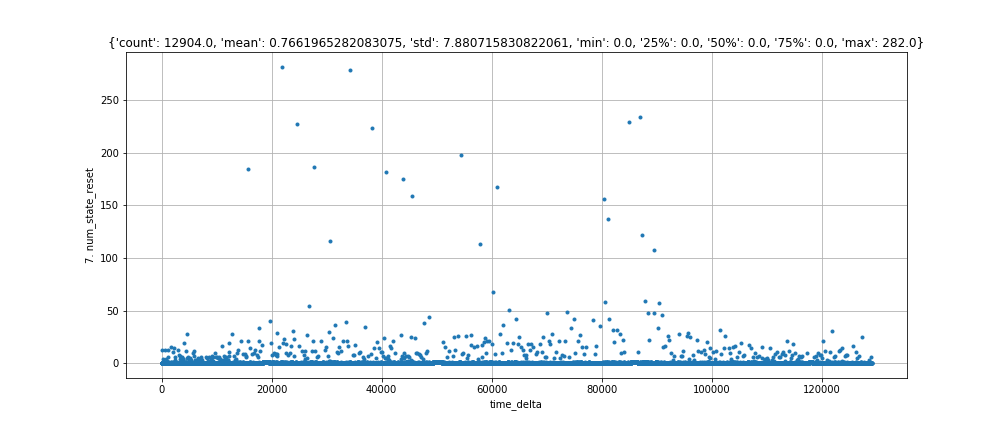 {'count': 12904.0, 'mean': 0.7661965282083075, 'std': 7.880715830822061, 'min': 0.0, '25%': 0.0, '50%': 0.0, '75%': 0.0, 'max': 282.0}
250
200
150
100
50
0
7. num_state_reset
0 20000 40000 60000 80000 100000 120000
time_delta